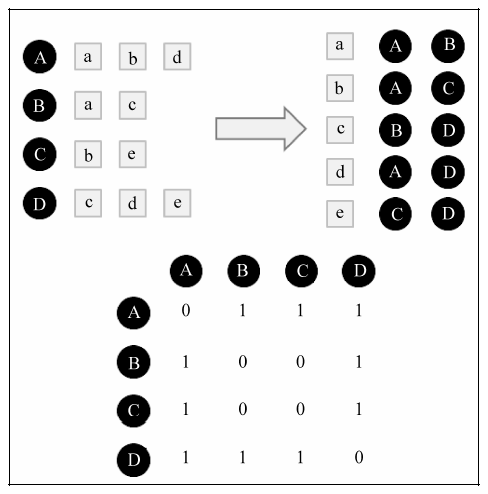 A a b d
B a c
C b e
D c d e
a A B
b A C
c B D
d A D
e C D
A B C D
A 0 1 1 1
B 1 0 0 1
C 1 0 0 1
D 1 1 1 0